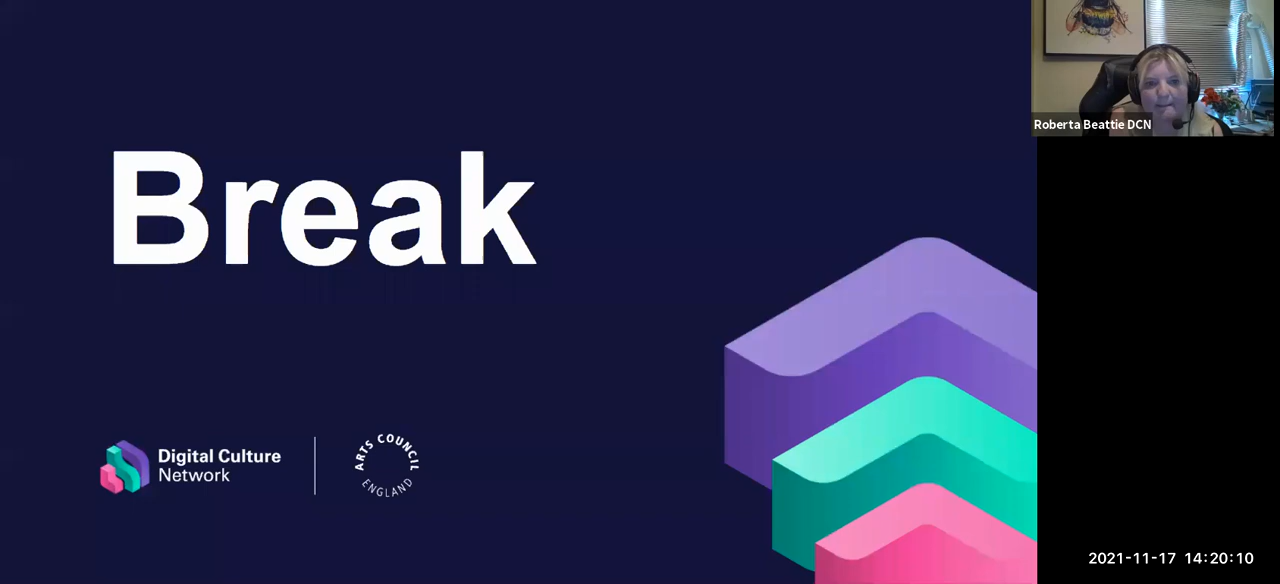 Break
Digital Culture
Network
ARTS COUNCIL
ENGLAND
Roberta Beattie DCN
2021-11-17 14:20:10